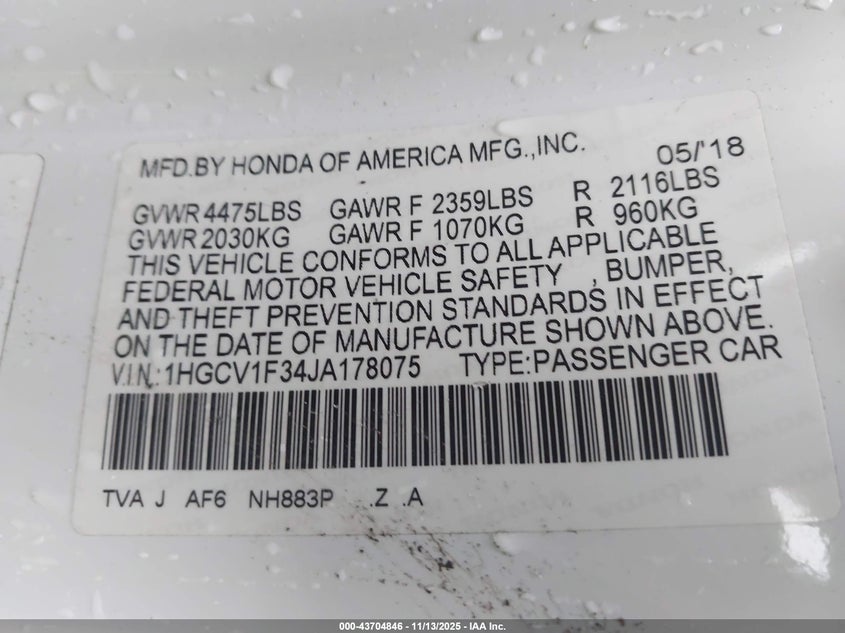 MFD.BY HONDA OF AMERICA MFG.,INC. 05/'18
GVWR 4475LBS GAWR F 2359LBS R 2116LBS
GVWR 2030KG GAWR F 1070KG R 960KG
THIS VEHICLE CONFORMS TO ALL APPLICABLE
FEDERAL MOTOR VEHICLE SAFETY , BUMPER,
AND THEFT PREVENTION STANDARDS IN EFFECT
ON THE DATE OF MANUFACTURE SHOWN ABOVE.
V.I.N.:1HGCV1F34JA178075 TYPE:PASSENGER CAR
TVA J AF6 NH883P .Z .A
000-43704846 - 11/13/2025 - IAA Inc.